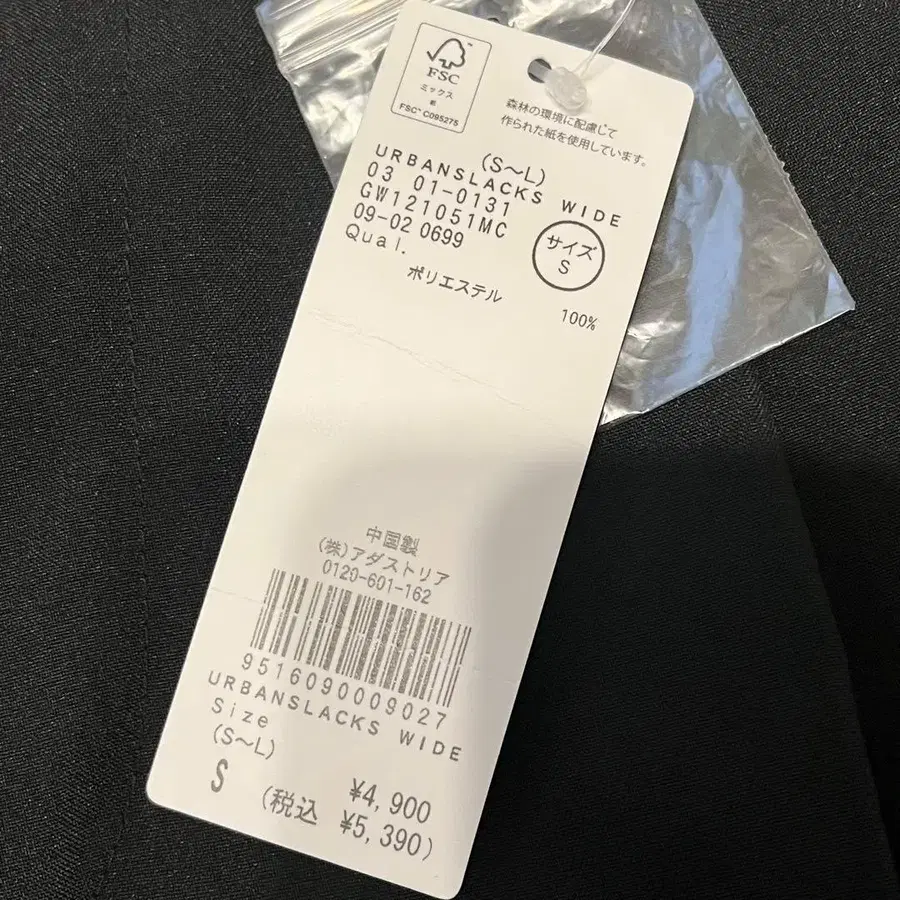 FSC
ミックス
紙
FSC™ C095275
森林の環境に配慮して
作られた紙を使用しています。
(S～L)
URBANSLACKS WIDE
03 01-0131
GW121051MC
09-02 0699
Qual.
サイズ
S
ポリエステル
100%
中国製
(株)アダストリア
0120-601-162
9516090009027
URBANSLACKS WIDE
Size
(S～L)
S
¥4,900
(税込 ¥5,390)